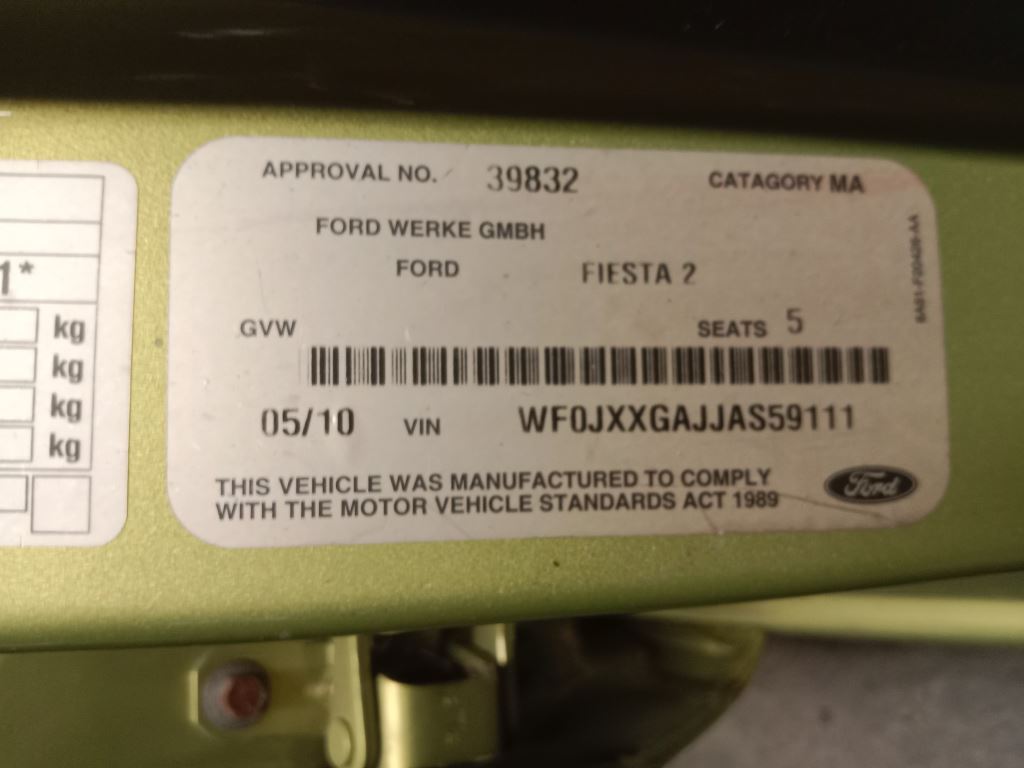 APPROVAL NO. 39832 CATAGORY MA
FORD WERKE GMBH
FORD FIESTA 2
GVW SEATS 5
05/10 VIN WF0JXXGAJJAS59111
THIS VEHICLE WAS MANUFACTURED TO COMPLY
WITH THE MOTOR VEHICLE STANDARDS ACT 1989
Ford
1*
kg
kg
kg
kg